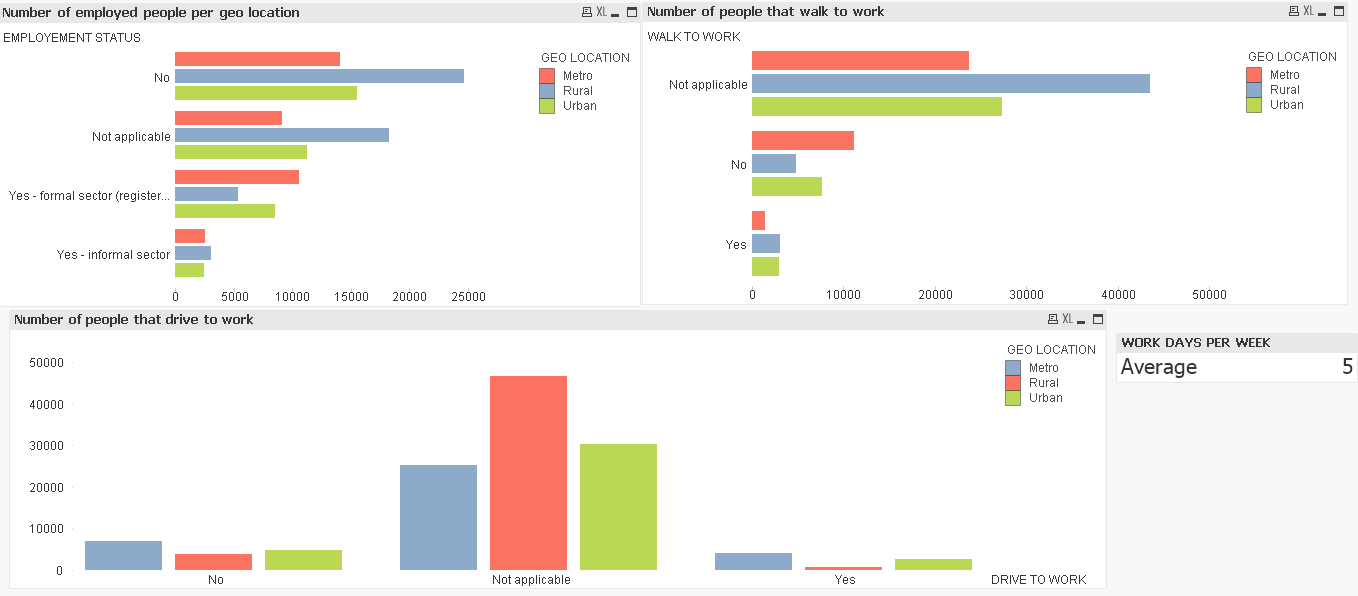 Number of employed people per geo location
XL
EMPLOYEMENT STATUS
GEO LOCATION
Metro
Rural
Urban
No
Not applicable
Yes - formal sector (register...
Yes - informal sector
0 5000 10000 15000 20000 25000
Number of people that walk to work
XL
WALK TO WORK
GEO LOCATION
Metro
Rural
Urban
Not applicable
No
Yes
0 10000 20000 30000 40000 50000
Number of people that drive to work
XL
GEO LOCATION
Metro
Rural
Urban
50000
40000
30000
20000
10000
0
No Not applicable Yes DRIVE TO WORK
WORK DAYS PER WEEK
Average 5